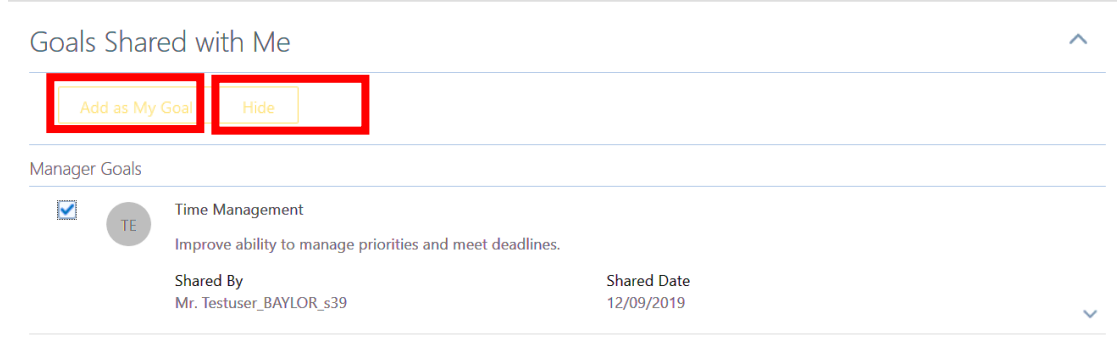 Goals Shared with Me
Add as My Goal Hide
Manager Goals
TE
Time Management
Improve ability to manage priorities and meet deadlines.
Shared By Shared Date
Mr. Testuser_BAYLOR_s39 12/09/2019